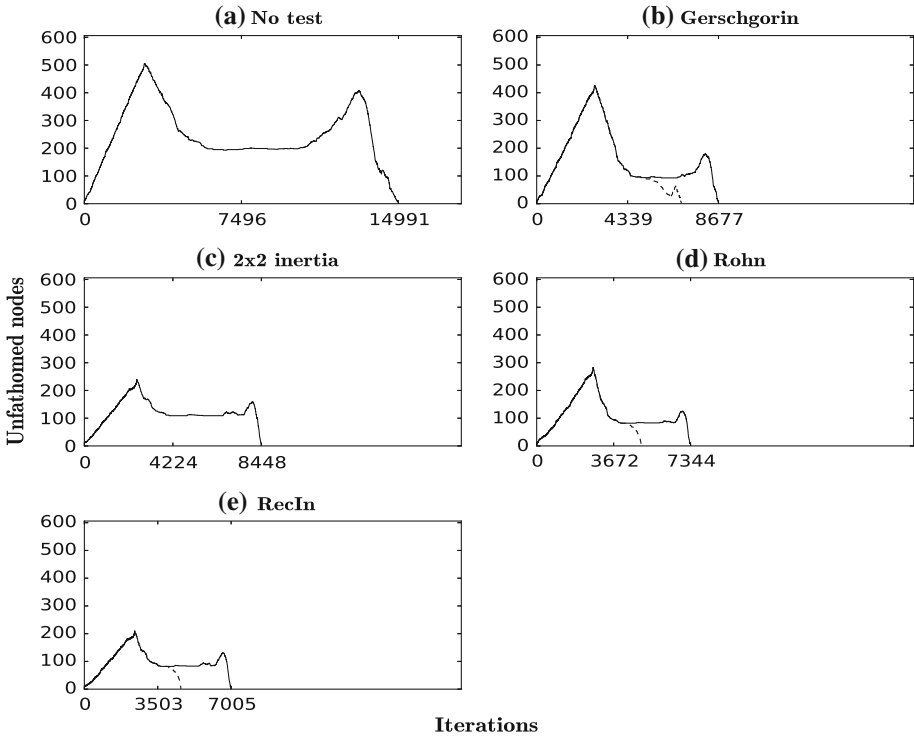 (a) No test
600
500
400
300
200
100
0
0 7496 14991
(b) Gerschgorin
600
500
400
300
200
100
0
0 4339 8677
Unfathomed nodes
(c) 2x2 inertia
600
500
400
300
200
100
0
0 4224 8448
(d) Rohn
600
500
400
300
200
100
0
0 3672 7344
(e) RecIn
600
500
400
300
200
100
0
0 3503 7005
Iterations